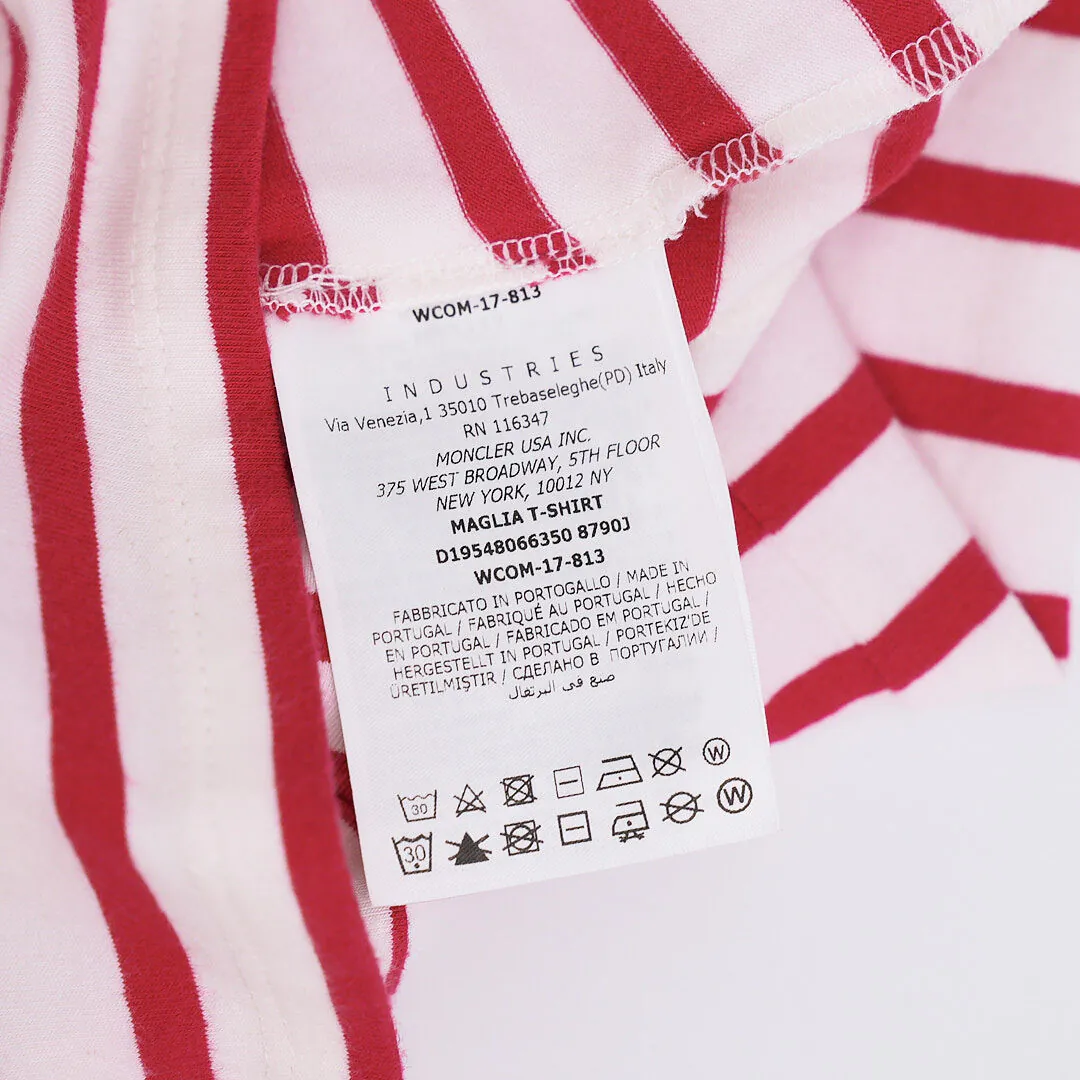 WCOM-17-813
INDUSTRIES
Via Venezia,1 35010 Trebaseleghe(PD) Italy
RN 116347
MONCLER USA INC.
375 WEST BROADWAY, 5TH FLOOR
NEW YORK, 10012 NY
MAGLIA T-SHIRT
D19548066350 8790J
WCOM-17-813
FABBRICATO IN PORTOGALLO / MADE IN
PORTUGAL / FABRIQUÉ AU PORTUGAL / HECHO
EN PORTUGAL / FABRICADO EM PORTUGAL /
HERGESTELLT IN PORTUGAL / PORTEKIZ'DE
ÜRETILMIŞTIR / СДЕЛАНО В ПОРТУГАЛИИ /
صنع في البرتغال
30 W
30 W